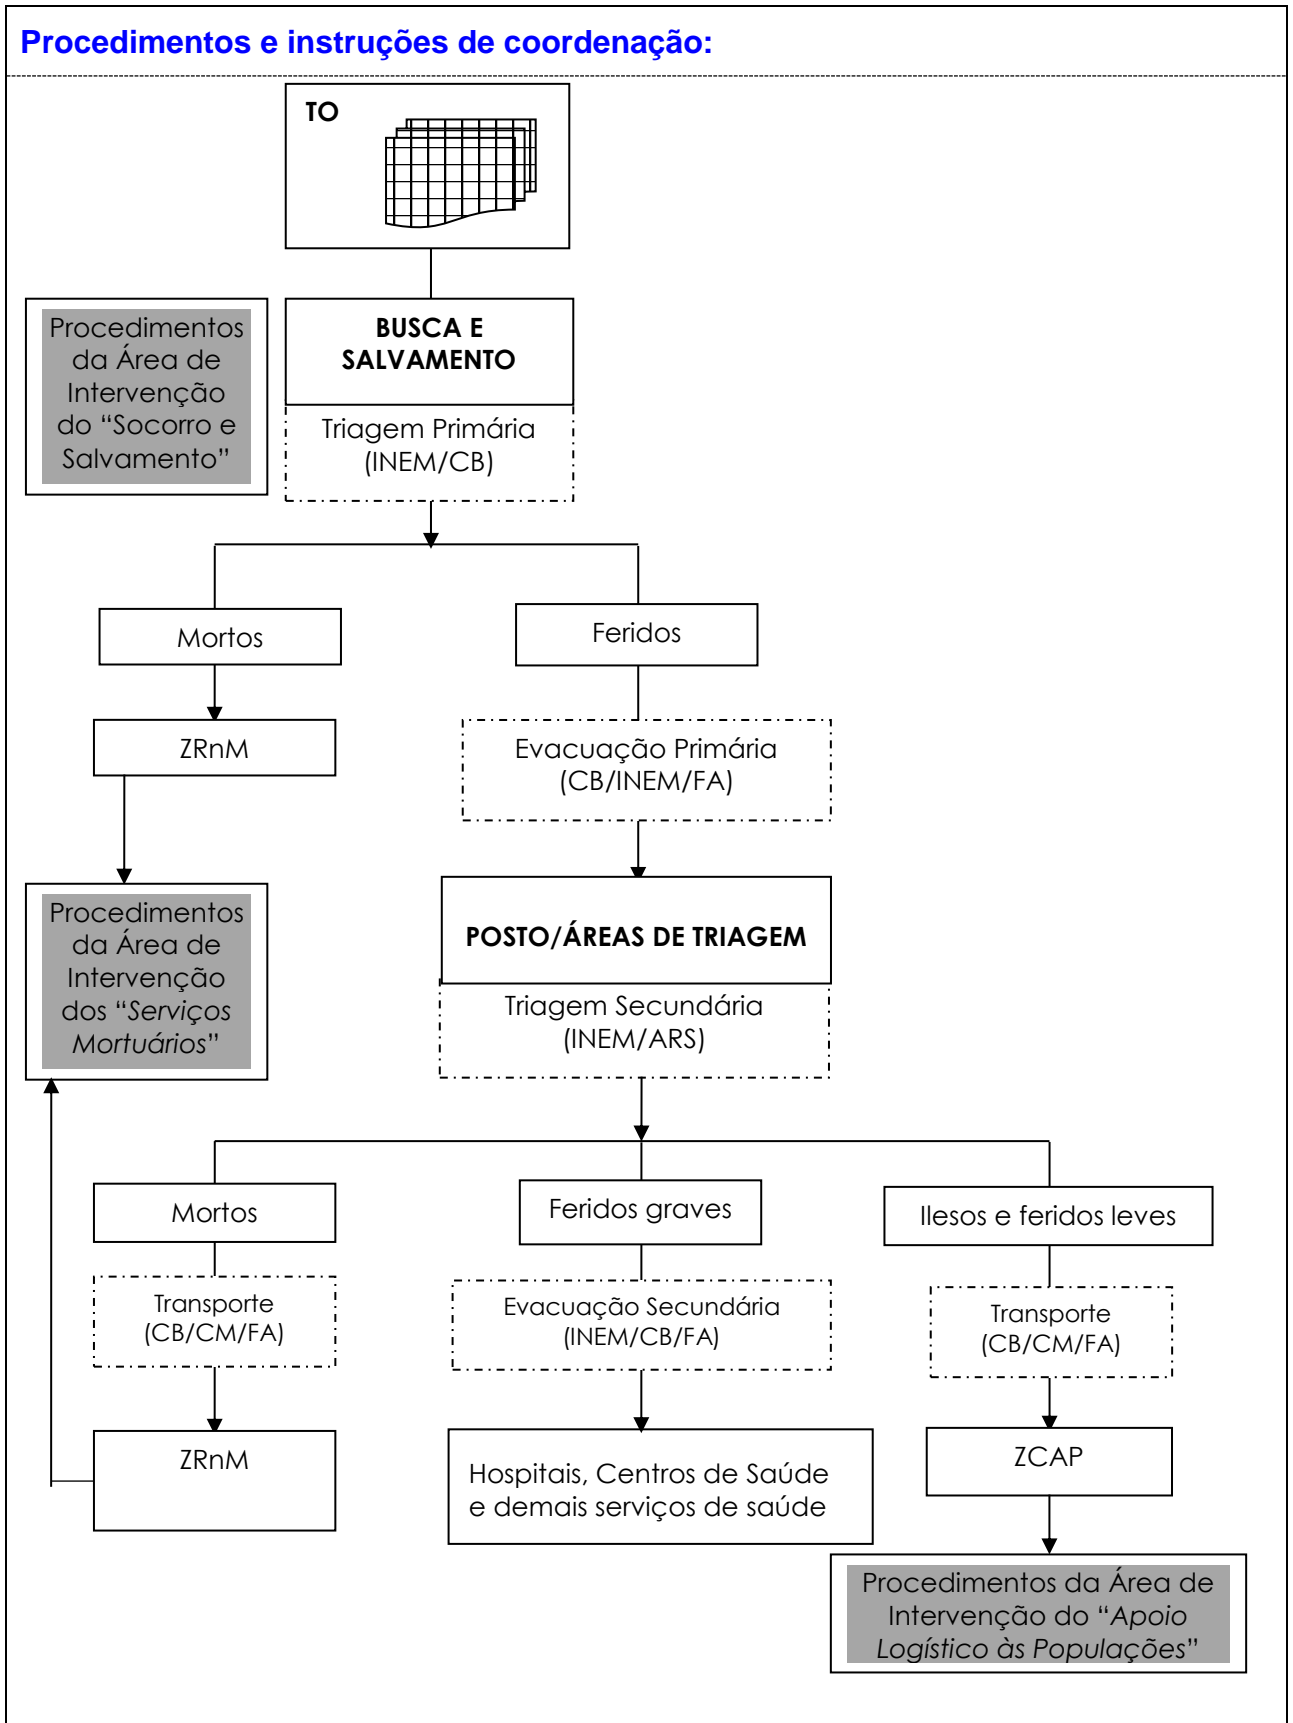 Procedimentos e instruções de coordenação:
TO
Procedimentos
da Área de
Intervenção
do “Socorro e
Salvamento”
BUSCA E
SALVAMENTO
Triagem Primária
(INEM/CB)
Mortos
Feridos
ZRnM
Evacuação Primária
(CB/INEM/FA)
Procedimentos
da Área de
Intervenção
dos “Serviços
Mortuários”
POSTO/ÁREAS DE TRIAGEM
Triagem Secundária
(INEM/ARS)
Mortos
Feridos graves
Ilesos e feridos leves
Transporte
(CB/CM/FA)
Evacuação Secundária
(INEM/CB/FA)
Transporte
(CB/CM/FA)
ZRnM
Hospitais, Centros de Saúde
e demais serviços de saúde
ZCAP
Procedimentos da Área de
Intervenção do “Apoio
Logístico às Populações”